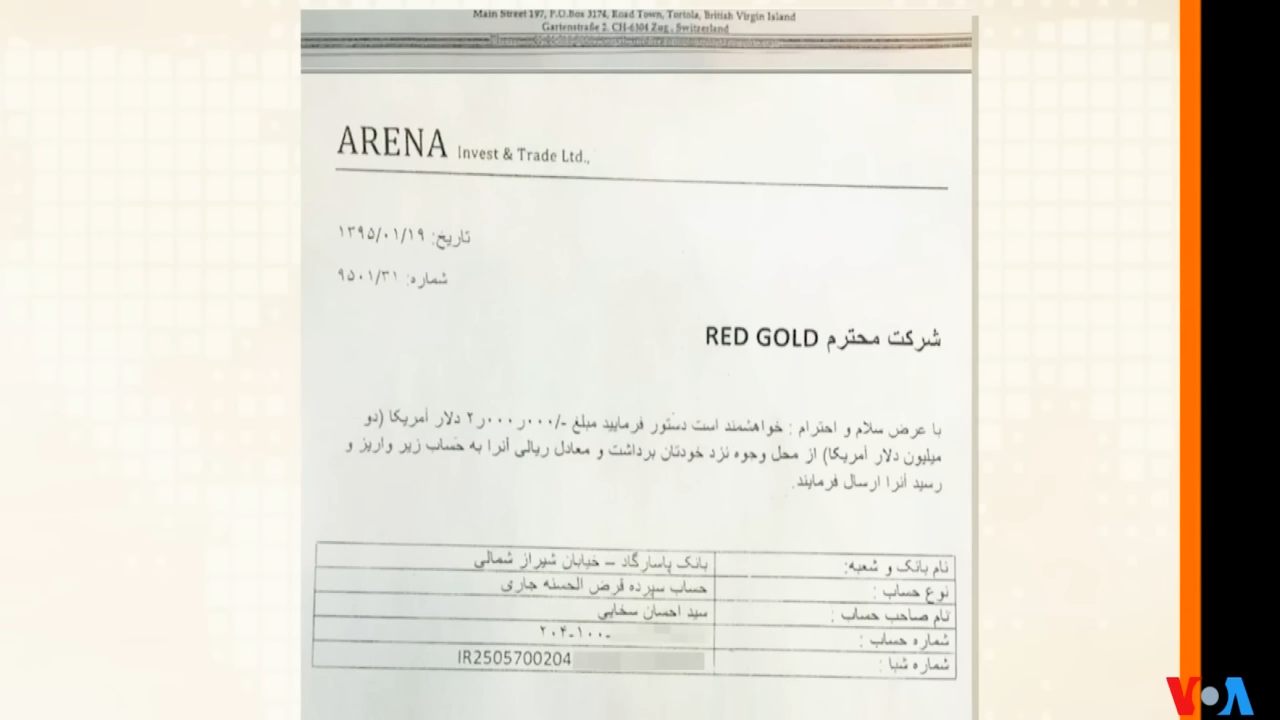 Main Street 197, P.O.Box 3174, Road Town, Tortola, British Virgin Island
Gartenstraße 2. CH-6304 Zug , Switzerland
ARENA Invest & Trade Ltd.,
تاریخ: ۱۳۹۵/۰۱/۱۹
شماره: ۹۵۰۱/۳۱
شرکت محترم RED GOLD
با عرض سلام و احترام : خواهشمند است دستور فرمایید مبلغ -/۰۰۰ر۰۰۰ر۲ دلار آمریکا (دو
میلیون دلار آمریکا) از محل وجوه نزد خودتان برداشت و معادل ریالی آنرا به حساب زیر واریز و
رسید آنرا ارسال فرمایند.
نام بانک و شعبه: بانک پاسارگاد – خیابان شیراز شمالی
نوع حساب : حساب سپرده قرض الحسنه جاری
نام صاحب حساب : سید احسان سخایی
شماره حساب : ۲۰۴-۱۰۰-
شماره شبا : IR2505700204
VOA